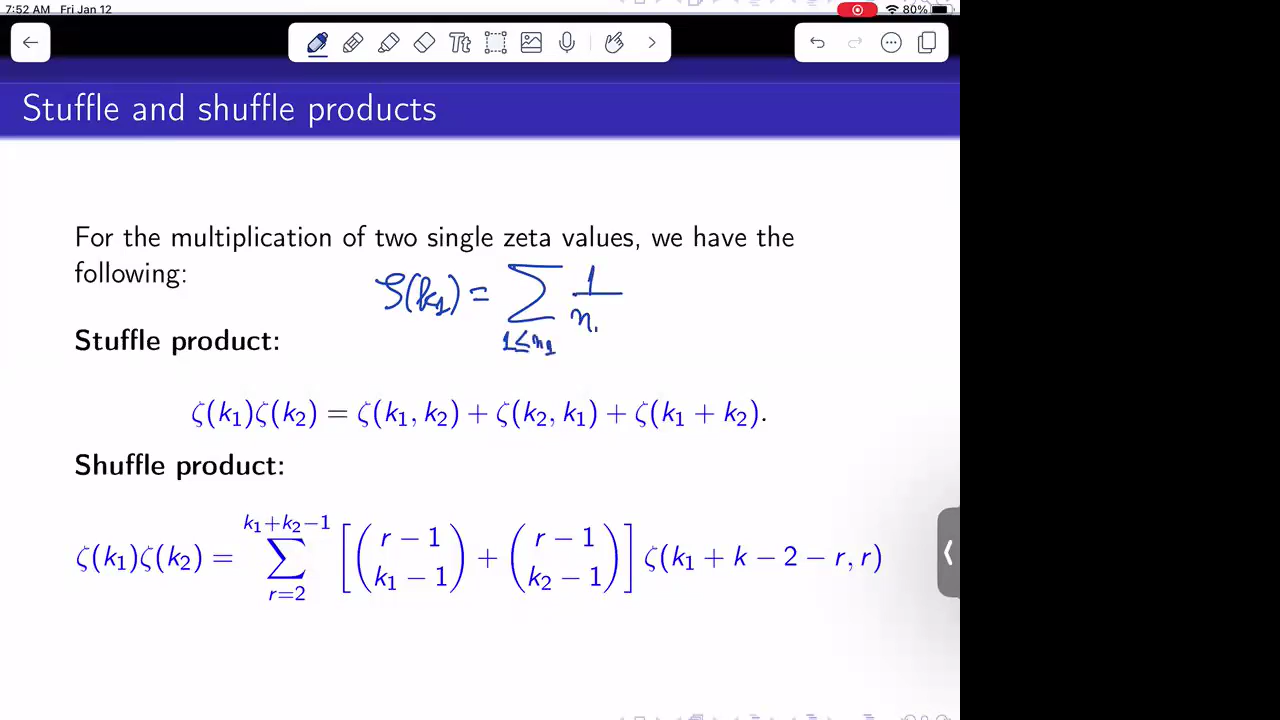 7:52 AM Fri Jan 12 80%
Tt
Stuffle and shuffle products
For the multiplication of two single zeta values, we have the
following:
ζ(k₁) = ∑_{1≤n₁} 1/n₁
Stuffle product:
ζ(k₁)ζ(k₂) = ζ(k₁, k₂) + ζ(k₂, k₁) + ζ(k₁ + k₂).
Shuffle product:
ζ(k₁)ζ(k₂) = ∑_{r=2}^{k₁+k₂−1} [ (r − 1 \choose k₁ − 1) + (r − 1 \choose k₂ − 1) ] ζ(k₁ + k − 2 − r, r)